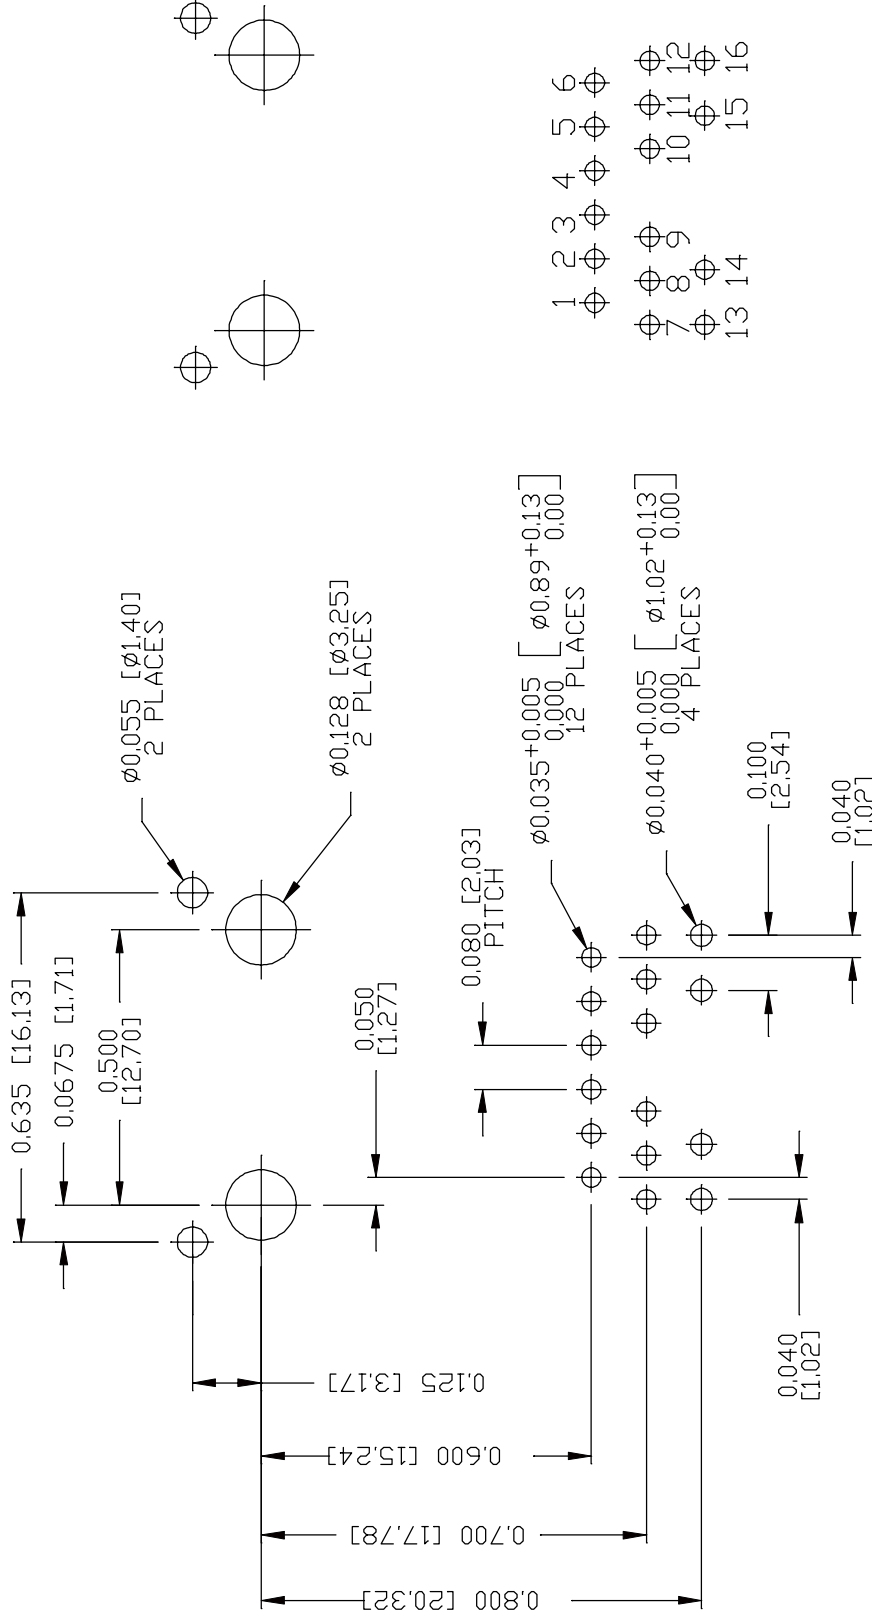 1 2 3 4 5 6
7 8 9 10 11 12
13 14 15 16
0.635 [16.13]
0.0675 [1.71]
0.500
[12.70]
ø0.055 [ø1.40]
2 PLACES
ø0.128 [ø3.25]
2 PLACES
0.050
[1.27]
0.080 [2.03]
PITCH
ø0.035+0.005 [ø0.89+0.13]
0.000 0.00
12 PLACES
ø0.040+0.005 [ø1.02+0.13]
0.000 0.00
4 PLACES
0.100
[2.54]
0.040
[1.02]
0.125 [3.17]
0.600 [15.24]
0.700 [17.78]
0.800 [20.32]
0.040
[1.02]